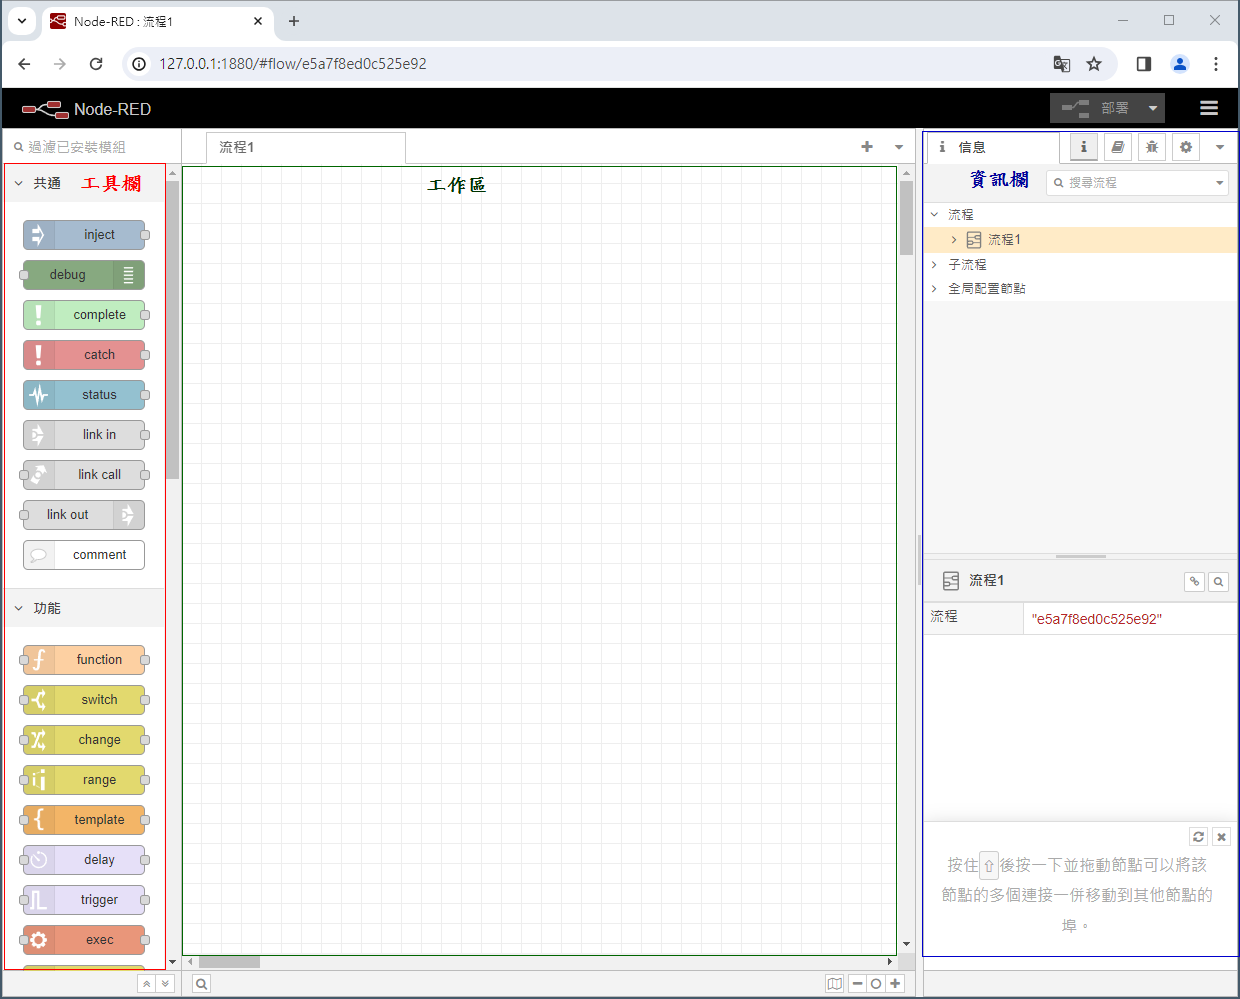 Node-RED : 流程1
127.0.0.1:1880/#flow/e5a7f8ed0c525e92
Node-RED
部署
過濾已安裝模組
流程1
信息
共通
工具欄
工作區
資訊欄
搜尋流程
inject
debug
complete
catch
status
link in
link call
link out
comment
功能
function
switch
change
range
template
delay
trigger
exec
流程
流程1
子流程
全局配置節點
流程1
流程
"e5a7f8ed0c525e92"
按住⇧後按一下並拖動節點可以將該
節點的多個連接一併移動到其他節點的
埠。